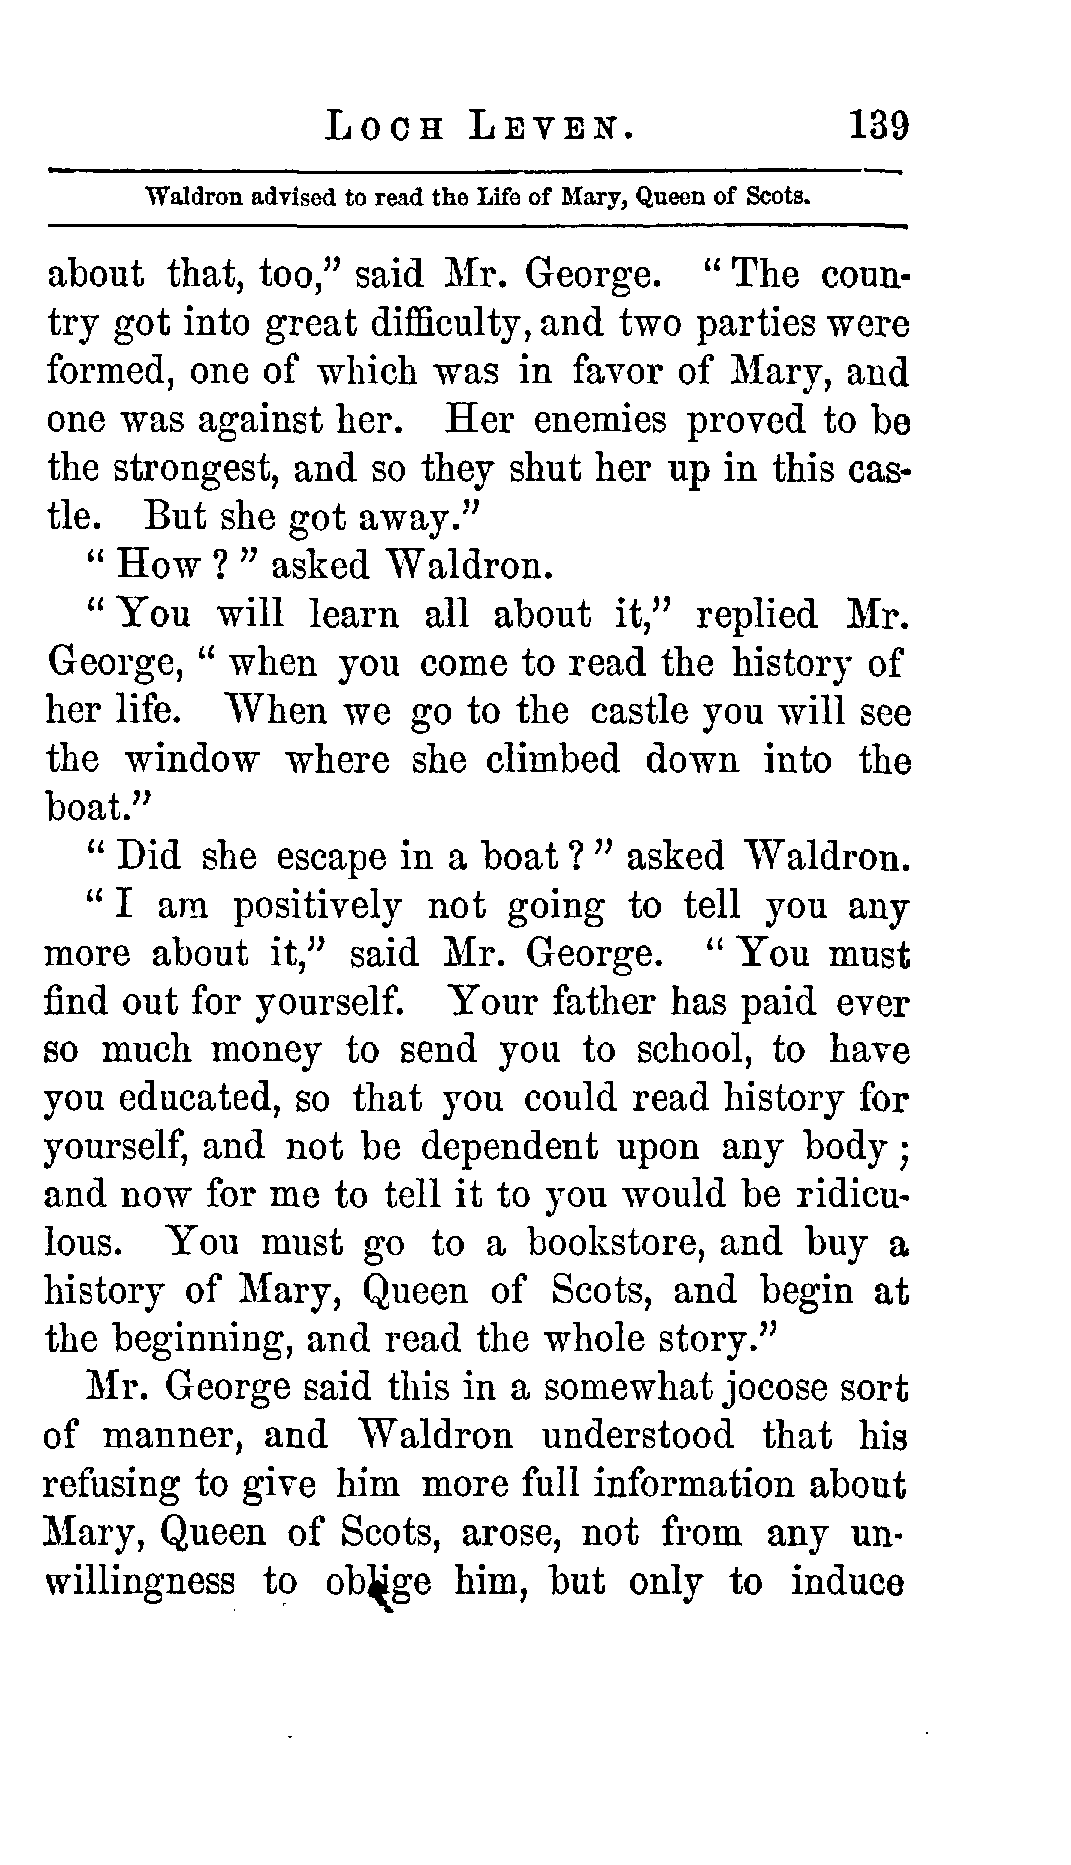 LOCH LEVEN. 139
Waldron advised to read the Life of Mary, Queen of Scots.
about that, too,” said Mr. George. “The coun-
try got into great difficulty, and two parties were
formed, one of which was in favor of Mary, and
one was against her. Her enemies proved to be
the strongest, and so they shut her up in this cas-
tle. But she got away.”
“How?” asked Waldron.
“You will learn all about it,” replied Mr.
George, “when you come to read the history of
her life. When we go to the castle you will see
the window where she climbed down into the
boat.”
“Did she escape in a boat?” asked Waldron.
“I am positively not going to tell you any
more about it,” said Mr. George. “You must
find out for yourself. Your father has paid ever
so much money to send you to school, to have
you educated, so that you could read history for
yourself, and not be dependent upon any body;
and now for me to tell it to you would be ridicu-
lous. You must go to a bookstore, and buy a
history of Mary, Queen of Scots, and begin at
the beginning, and read the whole story.”
Mr. George said this in a somewhat jocose sort
of manner, and Waldron understood that his
refusing to give him more full information about
Mary, Queen of Scots, arose, not from any un-
willingness to oblige him, but only to induce